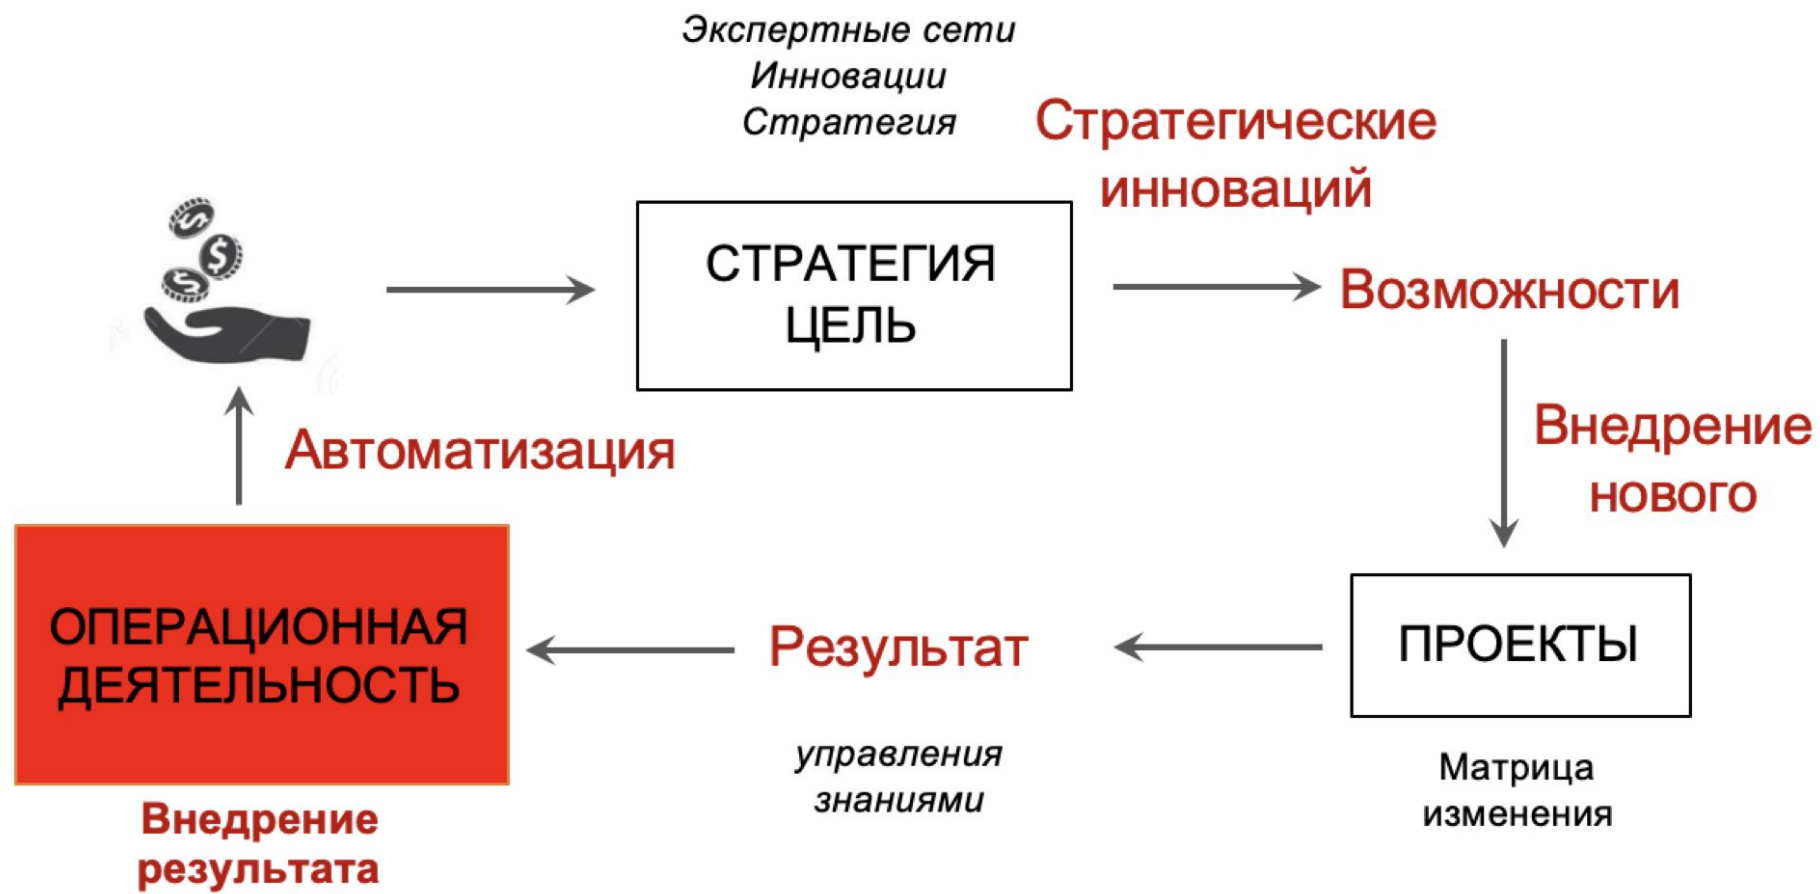 Экспертные сети
Инновации
Стратегия
Стратегические
инноваций
СТРАТЕГИЯ
ЦЕЛЬ
Возможности
Автоматизация
Внедрение
нового
ОПЕРАЦИОННАЯ
ДЕЯТЕЛЬНОСТЬ
Результат
ПРОЕКТЫ
управления
знаниями
Матрица
изменения
Внедрение
результата